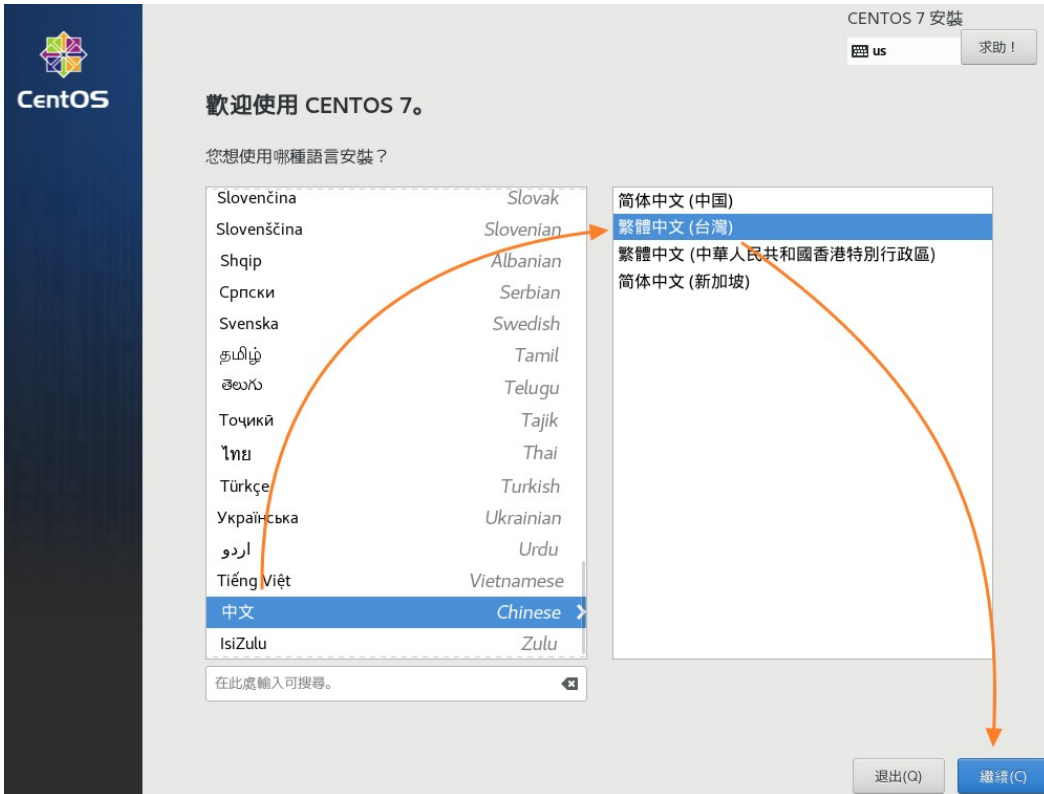 CentOS
CENTOS 7 安裝
us
求助！
歡迎使用 CENTOS 7。
您想使用哪種語言安裝？
Slovenčina Slovak
Slovenščina Slovenian
Shqip Albanian
Српски Serbian
Svenska Swedish
தமிழ் Tamil
తెలుగు Telugu
Тоҷикӣ Tajik
ไทย Thai
Türkçe Turkish
Українська Ukrainian
اردو Urdu
Tiếng Việt Vietnamese
中文 Chinese
IsiZulu Zulu
在此處輸入可搜尋。
简体中文 (中国)
繁體中文 (台灣)
繁體中文 (中華人民共和國香港特別行政區)
简体中文 (新加坡)
退出(Q)
繼續(C)